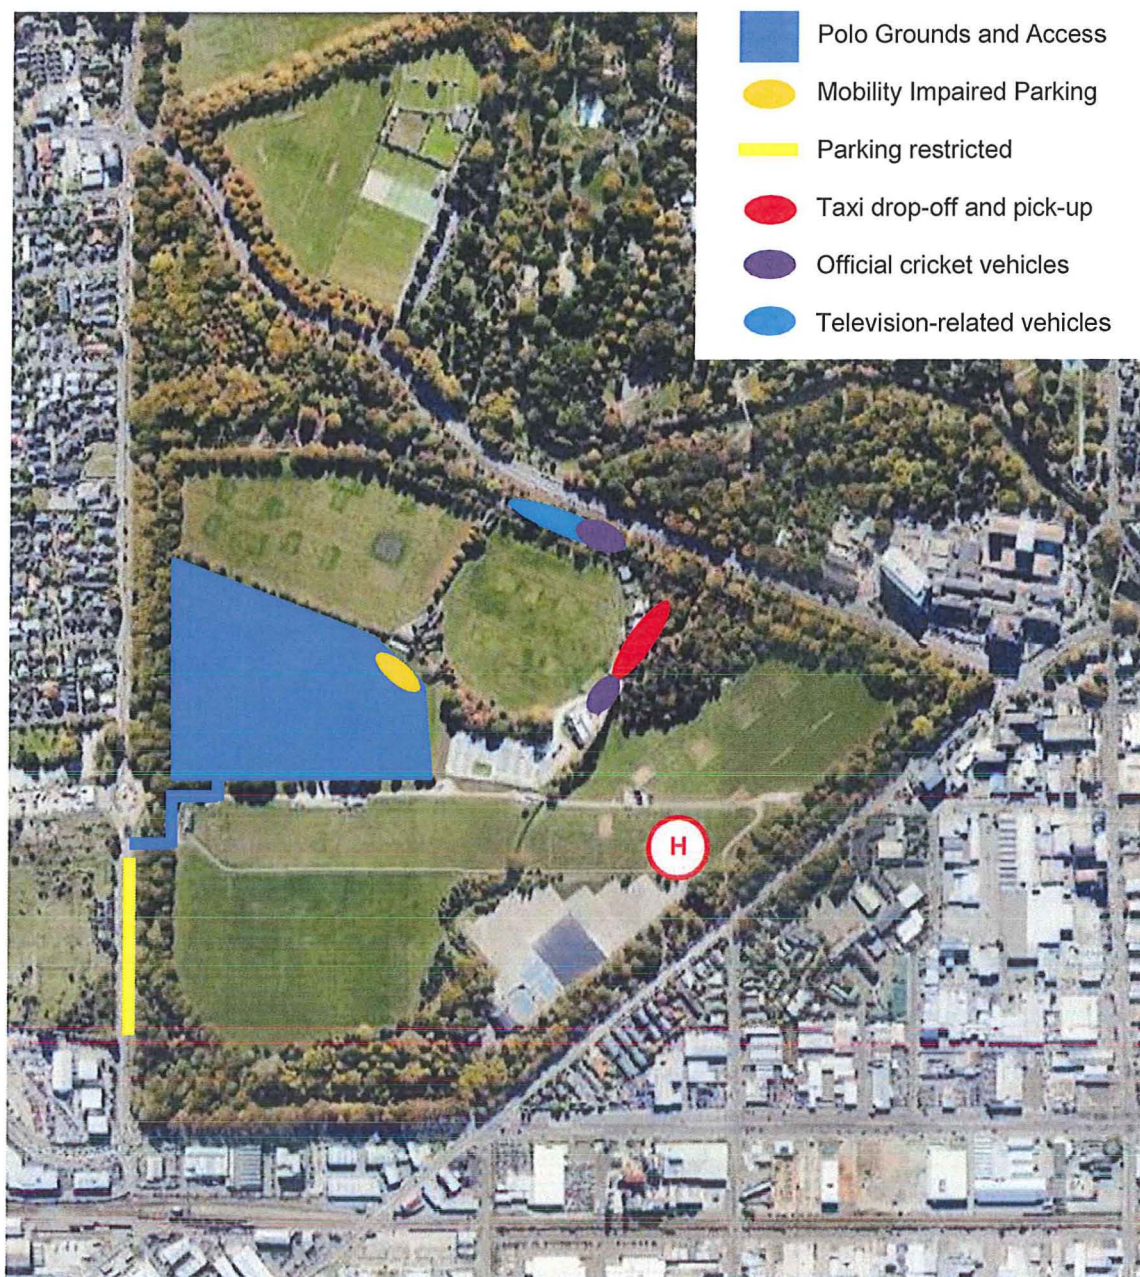 Polo Grounds and Access
Mobility Impaired Parking
Parking restricted
Taxi drop-off and pick-up
Official cricket vehicles
Television-related vehicles
H